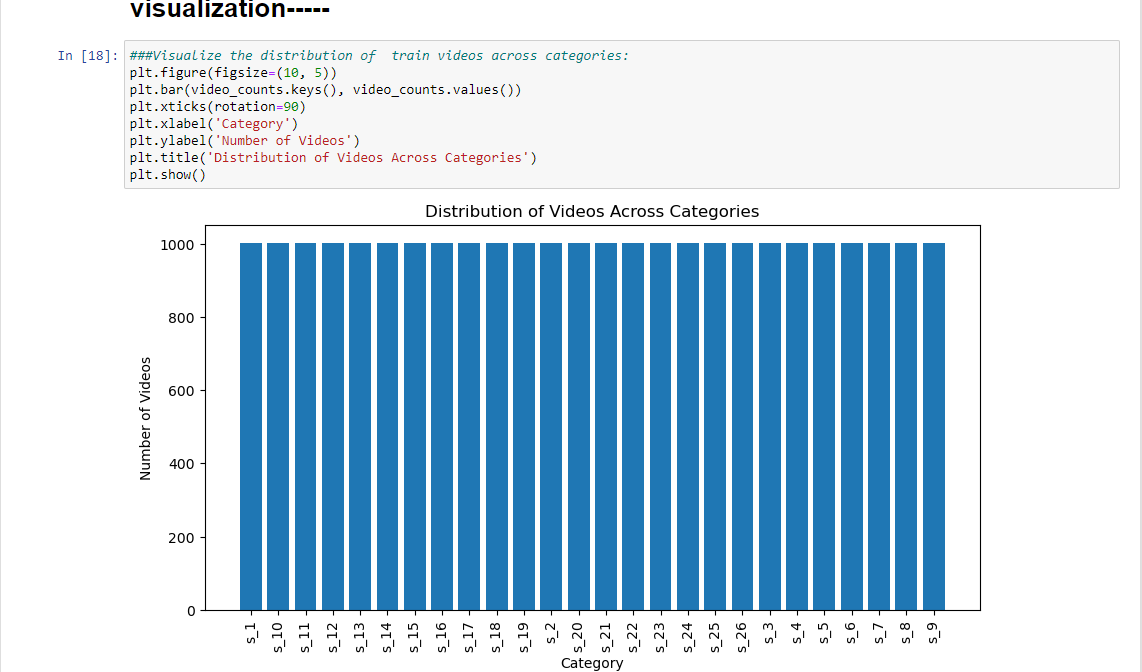 visualization-----
In [18]: ###Visualize the distribution of  train videos across categories:
plt.figure(figsize=(10, 5))
plt.bar(video_counts.keys(), video_counts.values())
plt.xticks(rotation=90)
plt.xlabel('Category')
plt.ylabel('Number of Videos')
plt.title('Distribution of Videos Across Categories')
plt.show()
Distribution of Videos Across Categories
Number of Videos
1000
800
600
400
200
0
s_1 s_10 s_11 s_12 s_13 s_14 s_15 s_16 s_17 s_18 s_19 s_2 s_20 s_21 s_22 s_23 s_24 s_25 s_26 s_3 s_4 s_5 s_6 s_7 s_8 s_9
Category